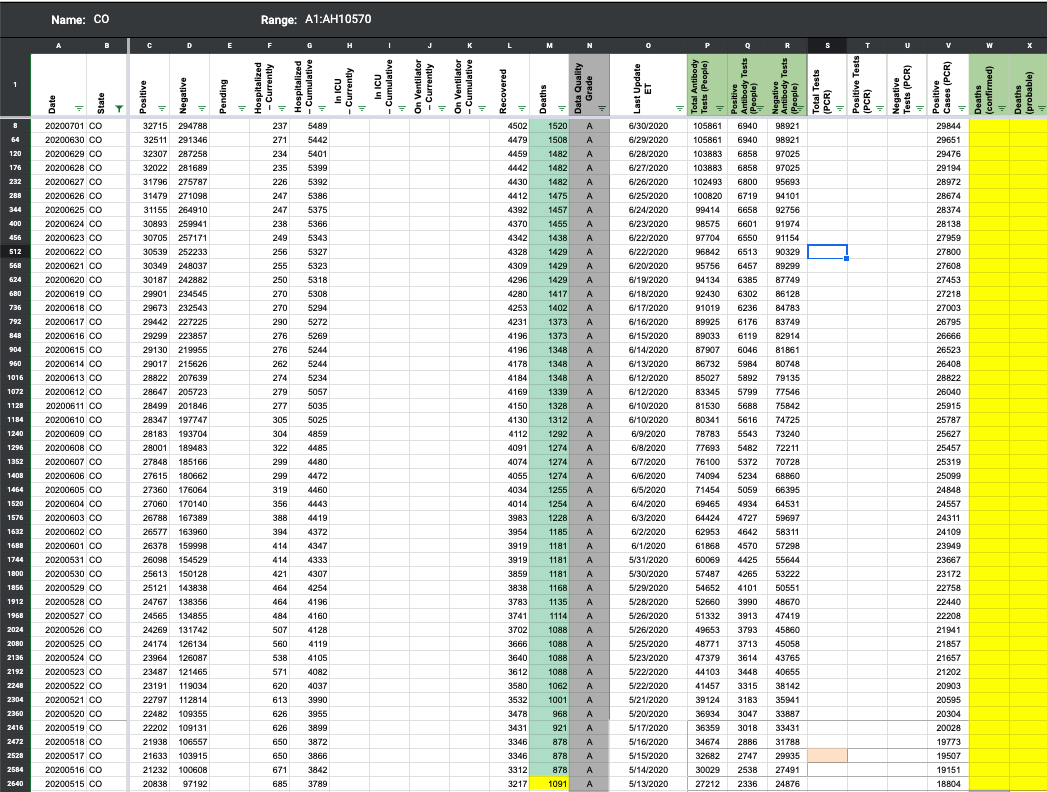 Name: CO Range: A1:AH10570
A B C D E F G H I J K L M N O P Q R S T U V W X
1 Date State Positive Negative Pending Hospitalized – Currently Hospitalized – Cumulative In ICU – Currently In ICU – Cumulative On Ventilator – Currently On Ventilator – Cumulative Recovered Deaths Data Quality Grade Last Update ET Total Antibody Tests (People) Positive Antibody Tests (People) Negative Antibody Tests (People) Total Tests (PCR) Positive Tests (PCR) Negative Tests (PCR) Positive Cases (PCR) Deaths (confirmed) Deaths (probable)
8 20200701 CO 32715 294788 237 5489 4502 1520 A 6/30/2020 105861 6940 98921 29844
64 20200630 CO 32511 291346 271 5442 4479 1508 A 6/29/2020 105861 6940 98921 29651
120 20200629 CO 32307 287258 234 5401 4459 1482 A 6/28/2020 103883 6858 97025 29476
176 20200628 CO 32022 281689 235 5399 4442 1482 A 6/27/2020 103883 6858 97025 29194
232 20200627 CO 31796 275787 226 5392 4430 1482 A 6/26/2020 102493 6800 95693 28972
288 20200626 CO 31479 271098 247 5386 4412 1475 A 6/25/2020 100820 6719 94101 28674
344 20200625 CO 31155 264910 247 5375 4392 1457 A 6/24/2020 99414 6658 92756 28374
400 20200624 CO 30893 259941 238 5366 4370 1455 A 6/23/2020 98575 6601 91974 28138
456 20200623 CO 30705 257171 249 5343 4342 1438 A 6/22/2020 97704 6550 91154 27959
512 20200622 CO 30539 252233 256 5327 4328 1429 A 6/22/2020 96842 6513 90329 27800
568 20200621 CO 30349 248037 255 5323 4309 1429 A 6/20/2020 95756 6457 89299 27608
624 20200620 CO 30187 242882 250 5318 4296 1429 A 6/19/2020 94134 6385 87749 27453
680 20200619 CO 29901 234545 270 5308 4280 1417 A 6/18/2020 92430 6302 86128 27218
736 20200618 CO 29673 232543 270 5294 4253 1402 A 6/17/2020 91019 6236 84783 27003
792 20200617 CO 29442 227225 290 5272 4231 1373 A 6/16/2020 89925 6176 83749 26795
848 20200616 CO 29299 223857 276 5269 4196 1373 A 6/15/2020 89033 6119 82914 26666
904 20200615 CO 29130 219955 276 5244 4196 1348 A 6/14/2020 87907 6046 81861 26523
960 20200614 CO 29017 215626 262 5244 4178 1348 A 6/13/2020 86732 5984 80748 26408
1016 20200613 CO 28822 207639 274 5234 4184 1348 A 6/12/2020 85027 5892 79135 28822
1072 20200612 CO 28647 205723 279 5057 4169 1339 A 6/12/2020 83345 5799 77546 26040
1128 20200611 CO 28499 201846 277 5035 4150 1328 A 6/10/2020 81530 5688 75842 25915
1184 20200610 CO 28347 197747 305 5025 4130 1312 A 6/10/2020 80341 5616 74725 25787
1240 20200609 CO 28183 193704 304 4859 4112 1292 A 6/9/2020 78783 5543 73240 25627
1296 20200608 CO 28001 189483 322 4485 4091 1274 A 6/8/2020 77693 5482 72211 25457
1352 20200607 CO 27848 185166 299 4480 4074 1274 A 6/7/2020 76100 5372 70728 25319
1408 20200606 CO 27615 180662 299 4472 4055 1274 A 6/6/2020 74094 5234 68860 25099
1464 20200605 CO 27360 176064 319 4460 4034 1255 A 6/5/2020 71454 5059 66395 24848
1520 20200604 CO 27060 170140 356 4443 4014 1254 A 6/4/2020 69465 4934 64531 24557
1576 20200603 CO 26788 167389 388 4419 3983 1228 A 6/3/2020 64424 4727 59697 24311
1632 20200602 CO 26577 163960 394 4372 3954 1185 A 6/2/2020 62953 4642 58311 24109
1688 20200601 CO 26378 159998 414 4347 3919 1181 A 6/1/2020 61868 4570 57298 23949
1744 20200531 CO 26098 154529 414 4333 3919 1181 A 5/31/2020 60069 4425 55644 23667
1800 20200530 CO 25613 150128 421 4307 3859 1181 A 5/30/2020 57487 4265 53222 23172
1856 20200529 CO 25121 143838 464 4254 3838 1168 A 5/29/2020 54652 4101 50551 22758
1912 20200528 CO 24767 138356 464 4196 3783 1135 A 5/28/2020 52660 3990 48670 22440
1968 20200527 CO 24565 134855 484 4160 3741 1114 A 5/26/2020 51332 3913 47419 22208
2024 20200526 CO 24269 131742 507 4128 3702 1088 A 5/26/2020 49653 3793 45860 21941
2080 20200525 CO 24174 126134 560 4119 3666 1088 A 5/25/2020 48771 3713 45058 21857
2136 20200524 CO 23964 126087 538 4105 3640 1088 A 5/23/2020 47379 3614 43765 21657
2192 20200523 CO 23487 121465 571 4082 3612 1088 A 5/22/2020 44103 3448 40655 21202
2248 20200522 CO 23191 119034 620 4037 3580 1062 A 5/22/2020 41457 3315 38142 20903
2304 20200521 CO 22797 112814 613 3990 3532 1001 A 5/21/2020 39124 3183 35941 20595
2360 20200520 CO 22482 109355 626 3955 3478 968 A 5/20/2020 36934 3047 33887 20304
2416 20200519 CO 22202 109131 626 3899 3431 921 A 5/17/2020 36359 3018 33431 20028
2472 20200518 CO 21938 106557 650 3872 3346 878 A 5/16/2020 34674 2886 31788 19773
2528 20200517 CO 21633 103915 650 3866 3346 878 A 5/15/2020 32682 2747 29935 19507
2584 20200516 CO 21232 100608 671 3842 3312 878 A 5/14/2020 30029 2538 27491 19151
2640 20200515 CO 20838 97192 685 3789 3217 1091 A 5/13/2020 27212 2336 24876 18804